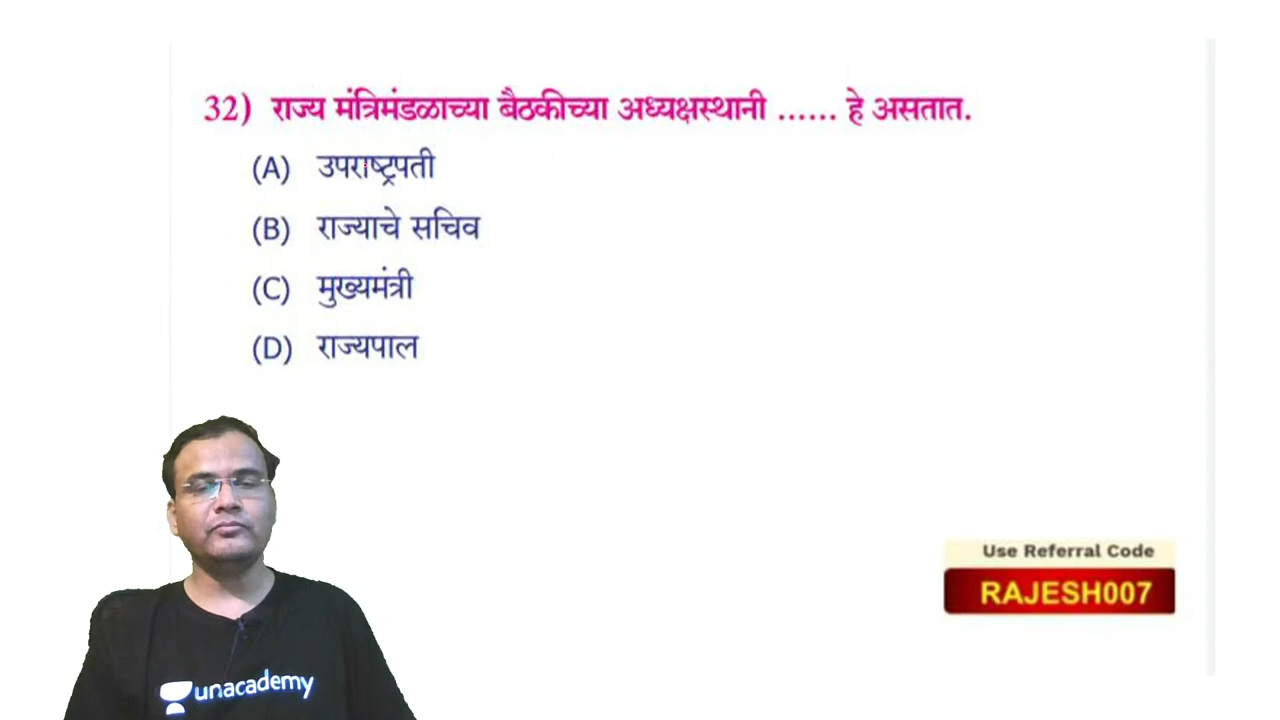 32) राज्य मंत्रिमंडळाच्या बैठकीच्या अध्यक्षस्थानी ...... हे असतात.
(A) उपराष्ट्रपती
(B) राज्याचे सचिव
(C) मुख्यमंत्री
(D) राज्यपाल
Use Referral Code
RAJESH007
unacademy